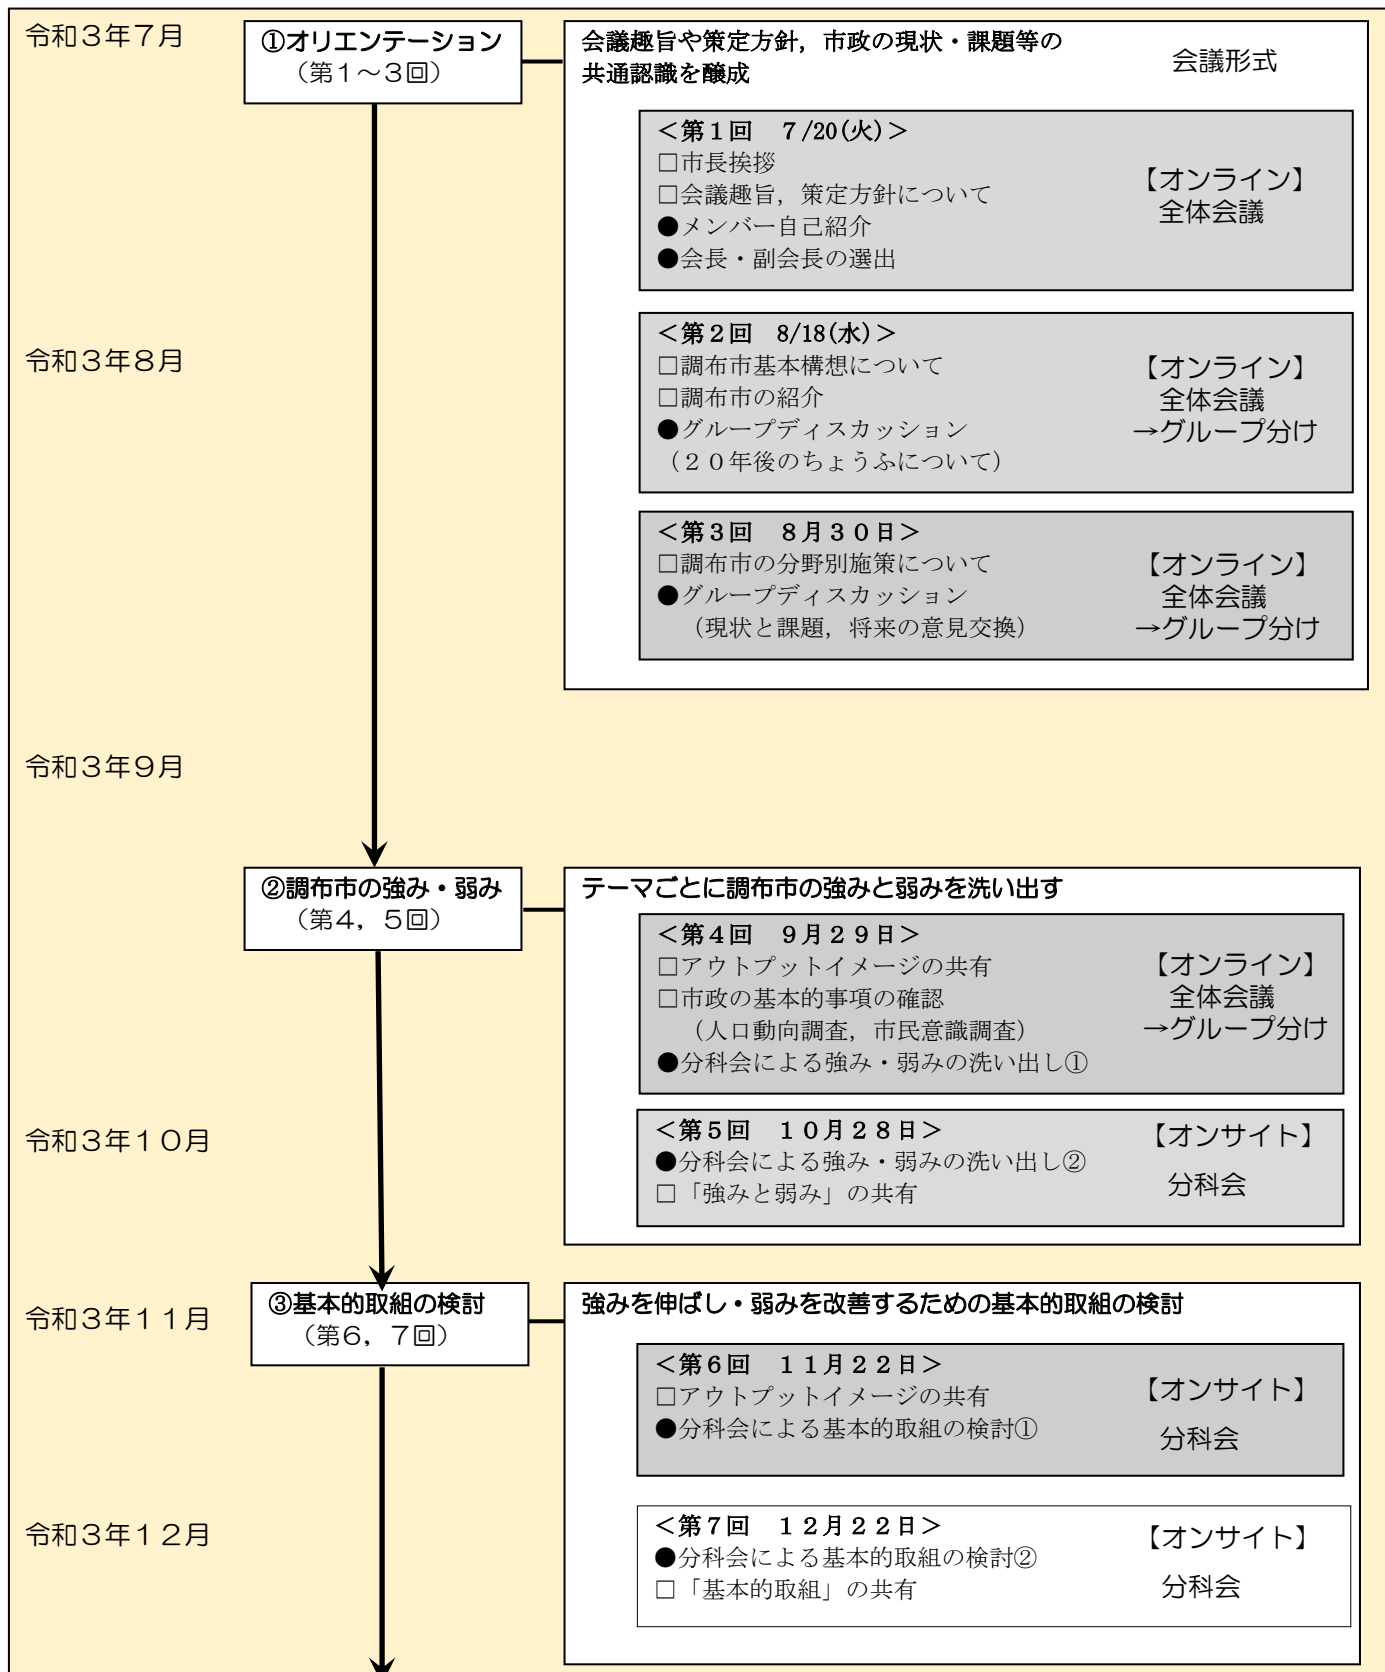 令和３年７月
①オリエンテーション
（第１～３回）
会議趣旨や策定方針，市政の現状・課題等の
共通認識を醸成
会議形式
＜第１回　７/20(火)＞
□市長挨拶
□会議趣旨，策定方針について
●メンバー自己紹介
●会長・副会長の選出
【オンライン】
全体会議
令和３年８月
＜第２回　8/18(水)＞
□調布市基本構想について
□調布市の紹介
●グループディスカッション
（２０年後のちょうふについて）
【オンライン】
全体会議
→グループ分け
＜第３回　８月３０日＞
□調布市の分野別施策について
●グループディスカッション
（現状と課題，将来の意見交換）
【オンライン】
全体会議
→グループ分け
令和３年９月
②調布市の強み・弱み
（第４，５回）
テーマごとに調布市の強みと弱みを洗い出す
＜第４回　９月２９日＞
□アウトプットイメージの共有
□市政の基本的事項の確認
（人口動向調査，市民意識調査）
●分科会による強み・弱みの洗い出し①
【オンライン】
全体会議
→グループ分け
令和３年１０月
＜第５回　１０月２８日＞
●分科会による強み・弱みの洗い出し②
□「強みと弱み」の共有
【オンサイト】
分科会
令和３年１１月
③基本的取組の検討
（第６，７回）
強みを伸ばし・弱みを改善するための基本的取組の検討
＜第６回　１１月２２日＞
□アウトプットイメージの共有
●分科会による基本的取組の検討①
【オンサイト】
分科会
令和３年１２月
＜第７回　１２月２２日＞
●分科会による基本的取組の検討②
□「基本的取組」の共有
【オンサイト】
分科会